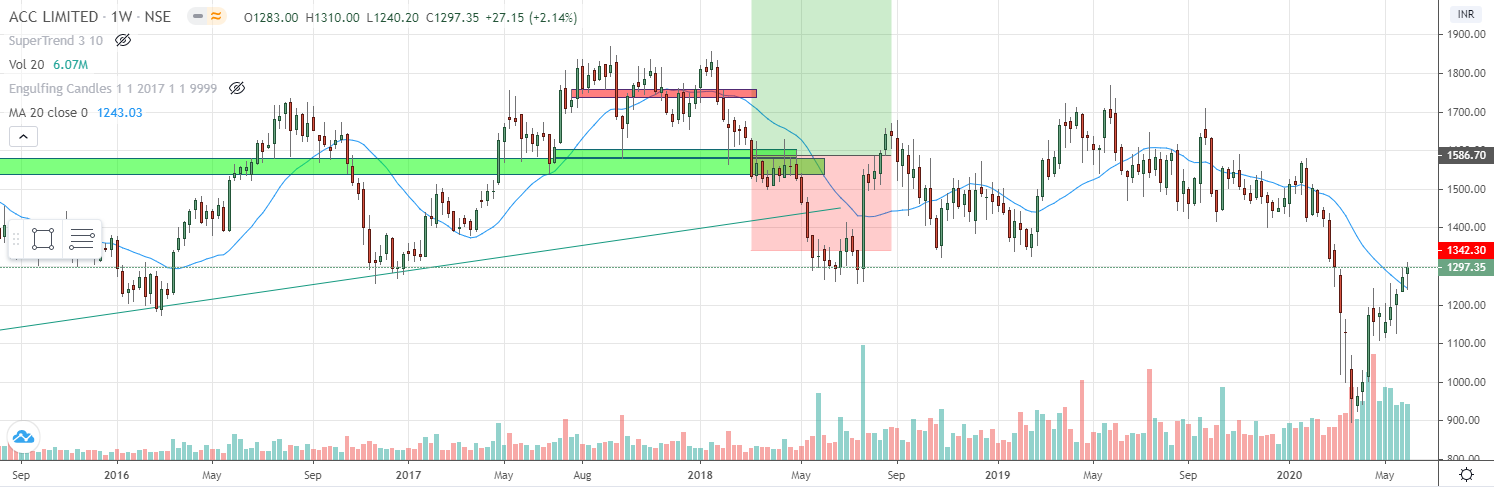 ACC LIMITED · 1W · NSE O1283.00 H1310.00 L1240.20 C1297.35 +27.15 (+2.14%)
SuperTrend 3 10
Vol 20 6.07M
Engulfing Candles 1 1 2017 1 1 9999
MA 20 close 0 1243.03
INR
1900.00
1800.00
1700.00
1586.70
1500.00
1400.00
1342.30
1297.35
1200.00
1100.00
1000.00
900.00
800.00
Sep 2016 May Sep 2017 May Aug 2018 May Sep 2019 May Sep 2020 May